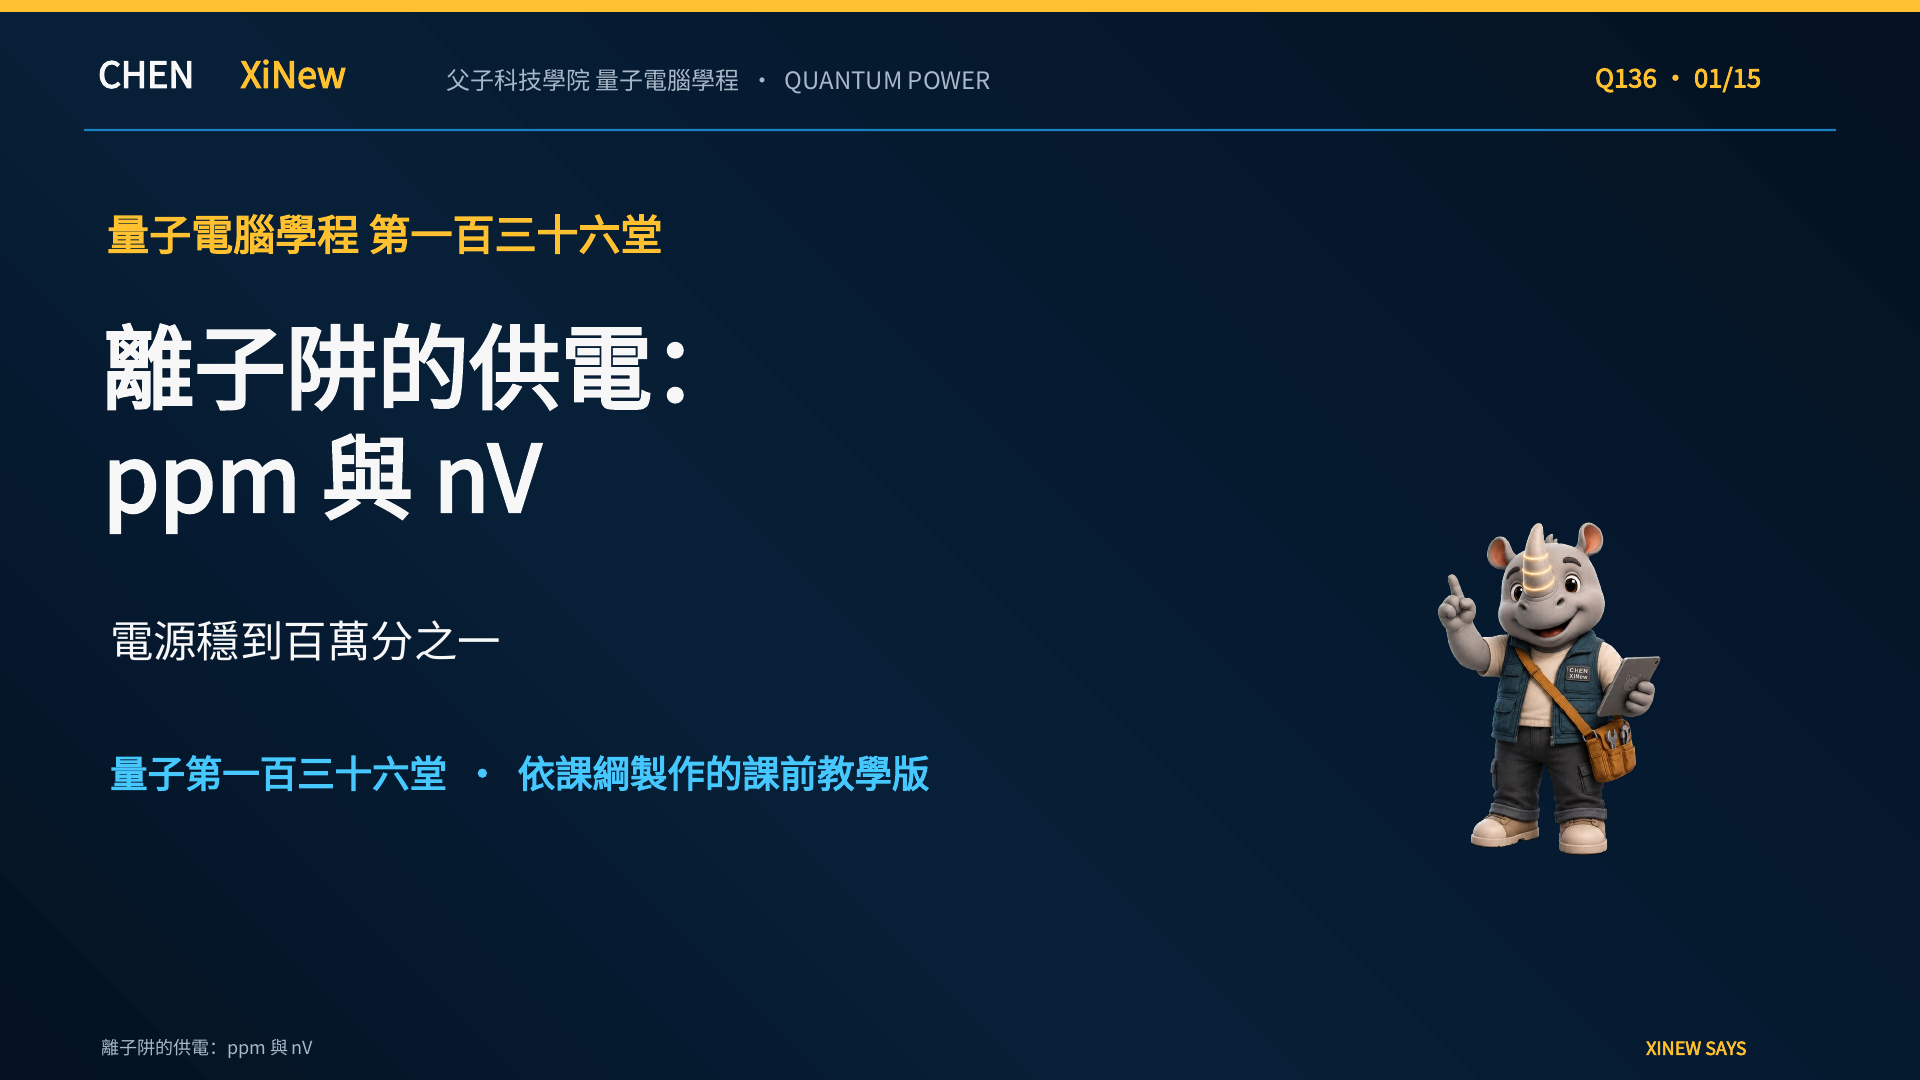 CHEN XiNew 父子科技學院 量子電腦學程 • QUANTUM POWER Q136 • 01/15
量子電腦學程 第一百三十六堂
離子阱的供電：
ppm 與 nV
電源穩到百萬分之一
量子第一百三十六堂 • 依課綱製作的課前教學版
CHEN
XiNew
離子阱的供電：ppm 與 nV XINEW SAYS